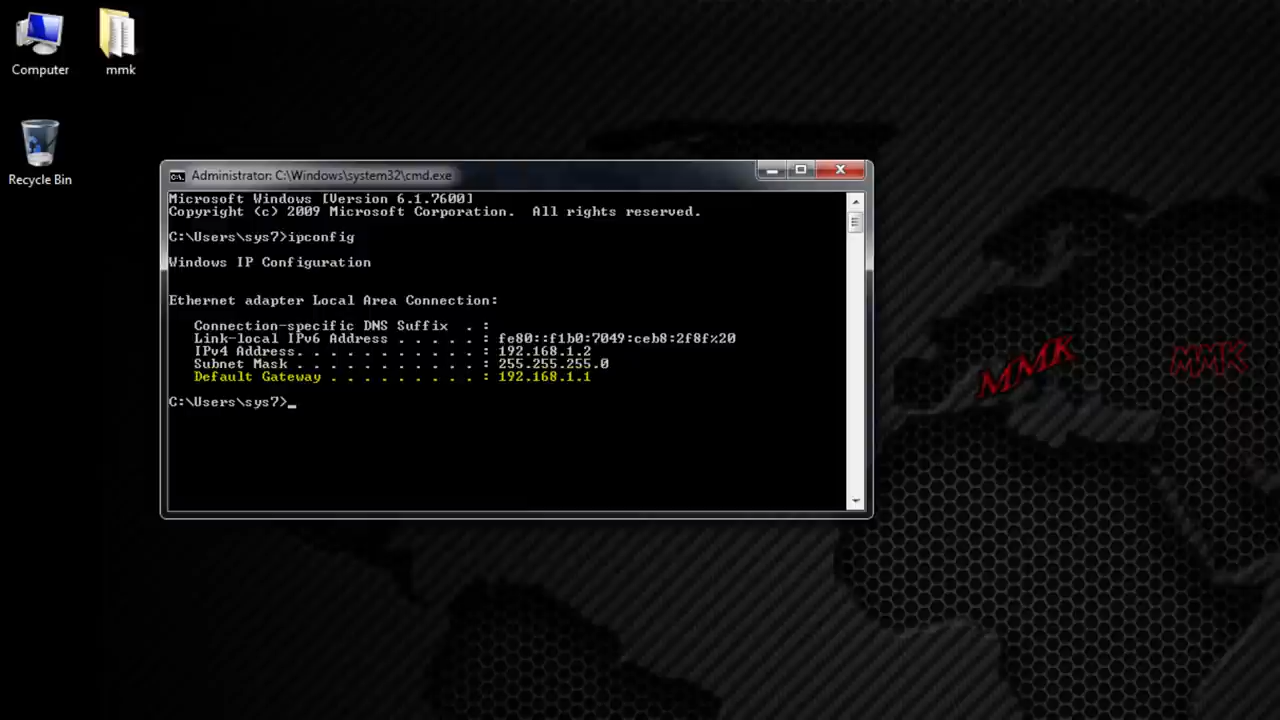 Computer
mmk
Recycle Bin
Administrator: C:\Windows\system32\cmd.exe
Microsoft Windows [Version 6.1.7600]
Copyright (c) 2009 Microsoft Corporation.  All rights reserved.
C:\Users\sys7>ipconfig
Windows IP Configuration
Ethernet adapter Local Area Connection:
Connection-specific DNS Suffix  . :
Link-local IPv6 Address . . . . . : fe80::f1b0:7049:ceb8:2f8f%20
IPv4 Address. . . . . . . . . . . : 192.168.1.2
Subnet Mask . . . . . . . . . . . : 255.255.255.0
Default Gateway . . . . . . . . . : 192.168.1.1
C:\Users\sys7>_
MMK
MMK